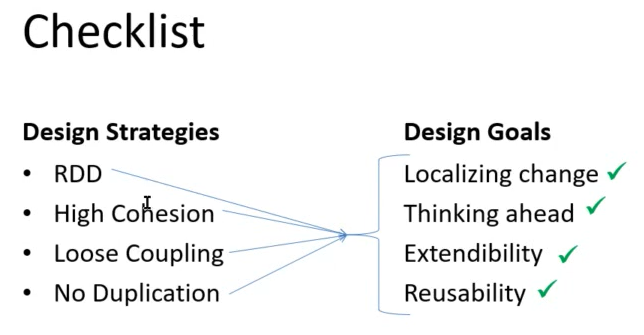 Checklist
Design Strategies
• RDD
• High Cohesion
• Loose Coupling
• No Duplication
Design Goals
Localizing change
Thinking ahead
Extendibility
Reusability